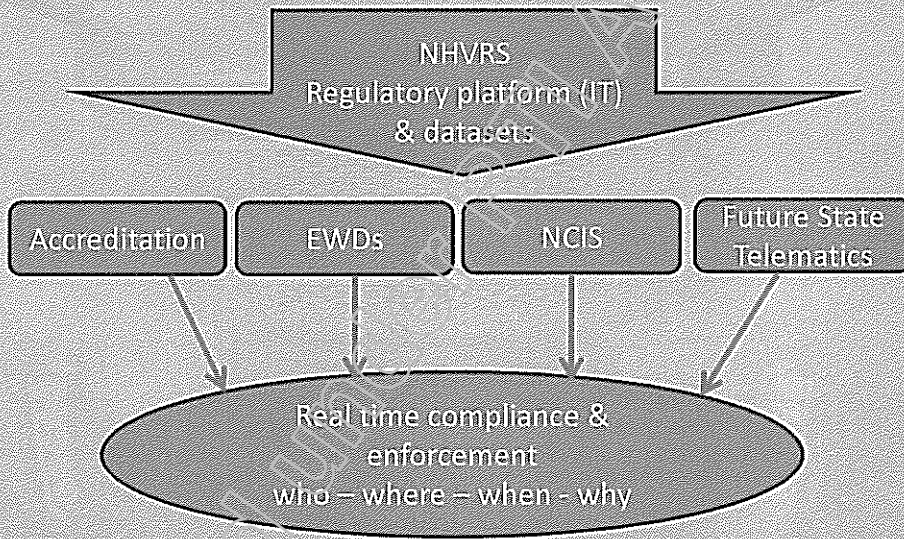 NHVRS
Regulatory platform (IT)
& datasets
Accreditation
EWDs
NCIS
Future State
Telematics
Real time compliance &
enforcement
who – where – when - why